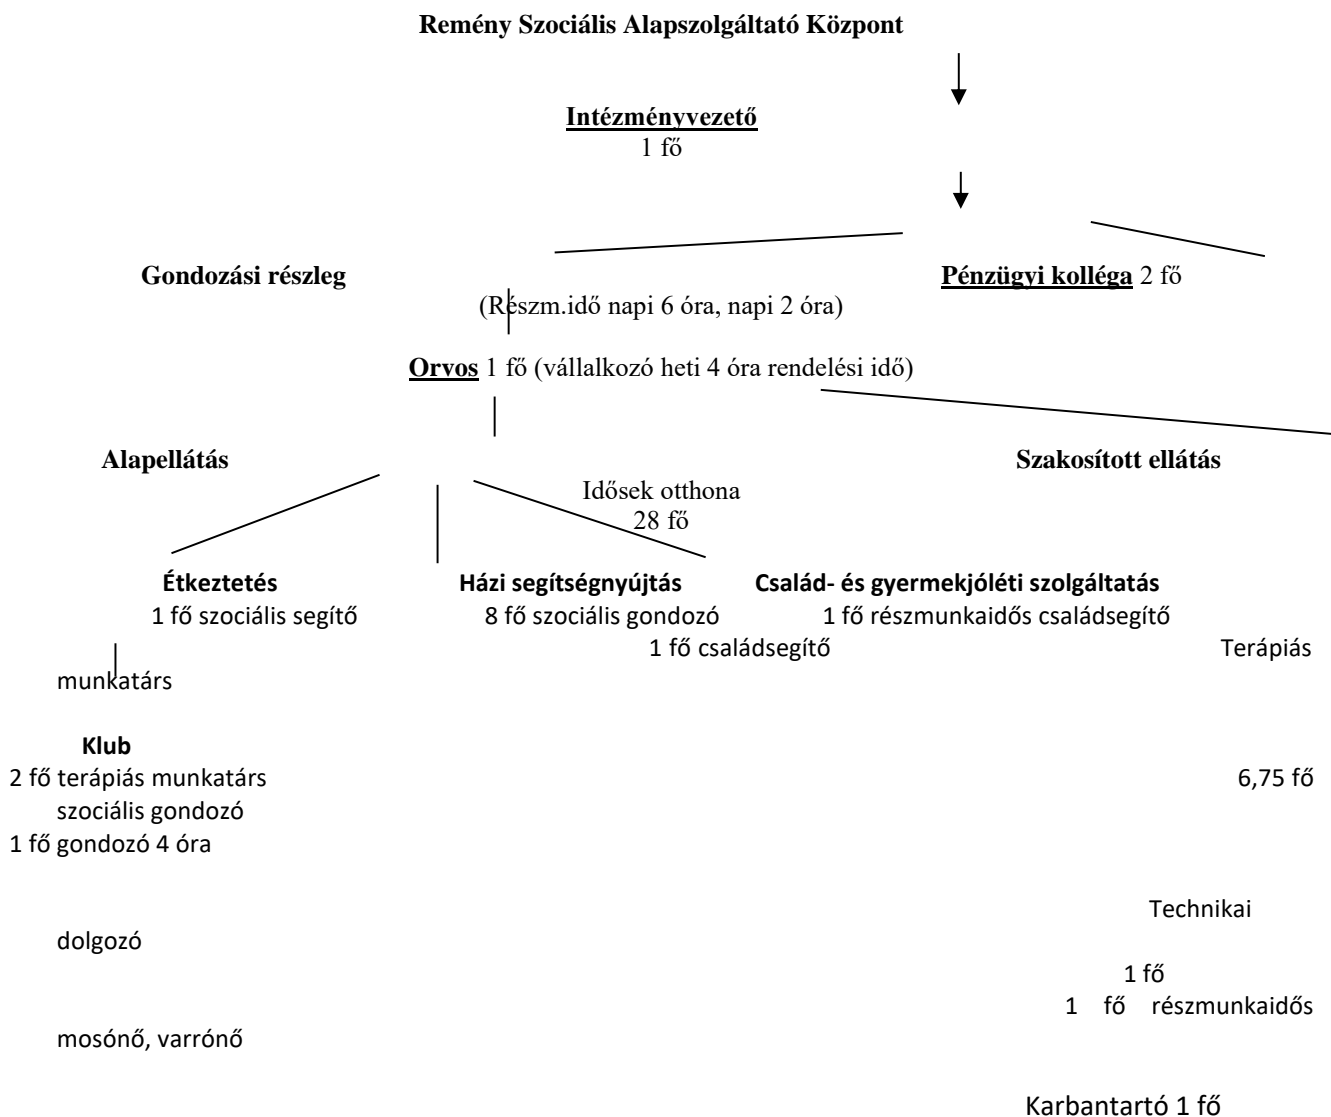 Remény Szociális Alapszolgáltató Központ
Intézményvezető
1 fő
Gondozási részleg Pénzügyi kolléga 2 fő
(Részm.idő napi 6 óra, napi 2 óra)
Orvos 1 fő (vállalkozó heti 4 óra rendelési idő)
Alapellátás Szakosított ellátás
Idősek otthona
28 fő
Étkeztetés Házi segítségnyújtás Család- és gyermekjóléti szolgáltatás
1 fő szociális segítő 8 fő szociális gondozó 1 fő részmunkaidős családsegítő
1 fő családsegítő Terápiás
munkatárs
Klub
2 fő terápiás munkatárs 6,75 fő
szociális gondozó
1 fő gondozó 4 óra
Technikai
dolgozó
1 fő
1 fő részmunkaidős
mosónő, varrónő
Karbantartó 1 fő